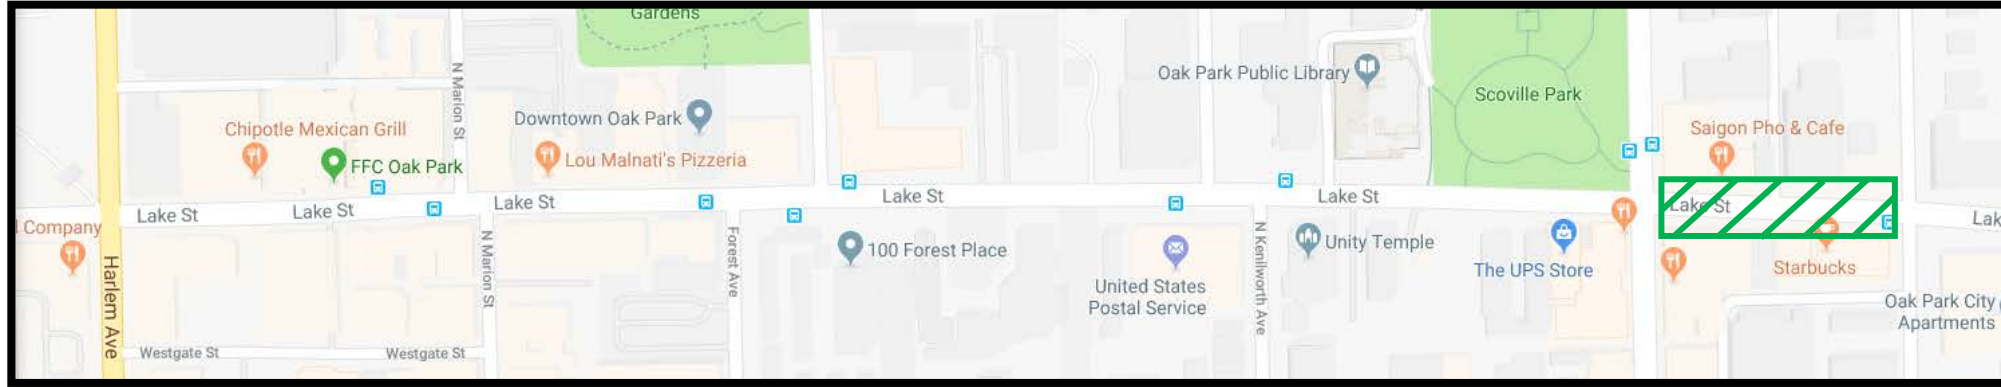 Gardens
N Marion St
Oak Park Public Library
Scoville Park
Downtown Oak Park
Chipotle Mexican Grill
Saigon Pho & Cafe
Lou Malnati's Pizzeria
FFC Oak Park
Lake St
Lake St
Lake St
Lake St
Lake St
Lake St
Lak
Company
Harlem Ave
N Marion St
Forest Ave
100 Forest Place
N Kenilworth Ave
Unity Temple
The UPS Store
Starbucks
United States
Postal Service
Oak Park City
Apartments
Westgate St
Westgate St